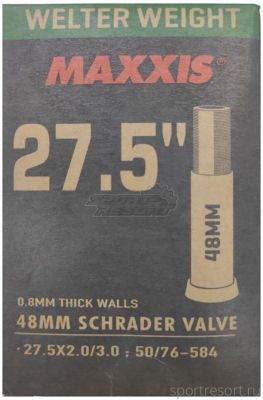 WELTER WEIGHT
MAXXIS
27.5"
48MM
0.8MM THICK WALLS
48MM SCHRADER VALVE
· 27.5X2.0/3.0 : 50/76-584
sportresort.ru